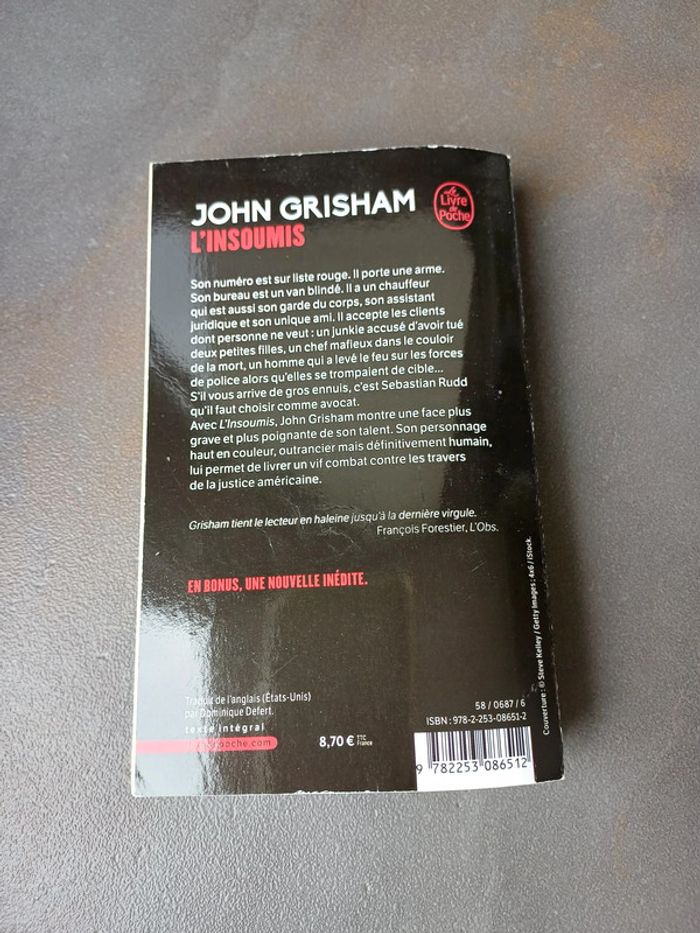 JOHN GRISHAM
L'INSOUMIS
Le
Livre
de
Poche
Son numéro est sur liste rouge. Il porte une arme.
Son bureau est un van blindé. Il a un chauffeur
qui est aussi son garde du corps, son assistant
juridique et son unique ami. Il accepte les clients
dont personne ne veut : un junkie accusé d'avoir tué
deux petites filles, un chef mafieux dans le couloir
de la mort, un homme qui a levé le feu sur les forces
de police alors qu'elles se trompaient de cible...
S'il vous arrive de gros ennuis, c'est Sebastian Rudd
qu'il faut choisir comme avocat.
Avec L'Insoumis, John Grisham montre une face plus
grave et plus poignante de son talent. Son personnage
haut en couleur, outrancier mais définitivement humain,
lui permet de livrer un vif combat contre les travers
de la justice américaine.
Grisham tient le lecteur en haleine jusqu'à la dernière virgule.
François Forestier, L'Obs.
EN BONUS, UNE NOUVELLE INÉDITE.
Traduit de l'anglais (États-Unis)
par Dominique Defert.
texte intégral
8,70 € TTC
France
58 / 0687 / 6
ISBN : 978-2-253-08651-2
9 782253 086512
Couverture : © Steve Kelley / Getty Images ; 4x6 / iStock.